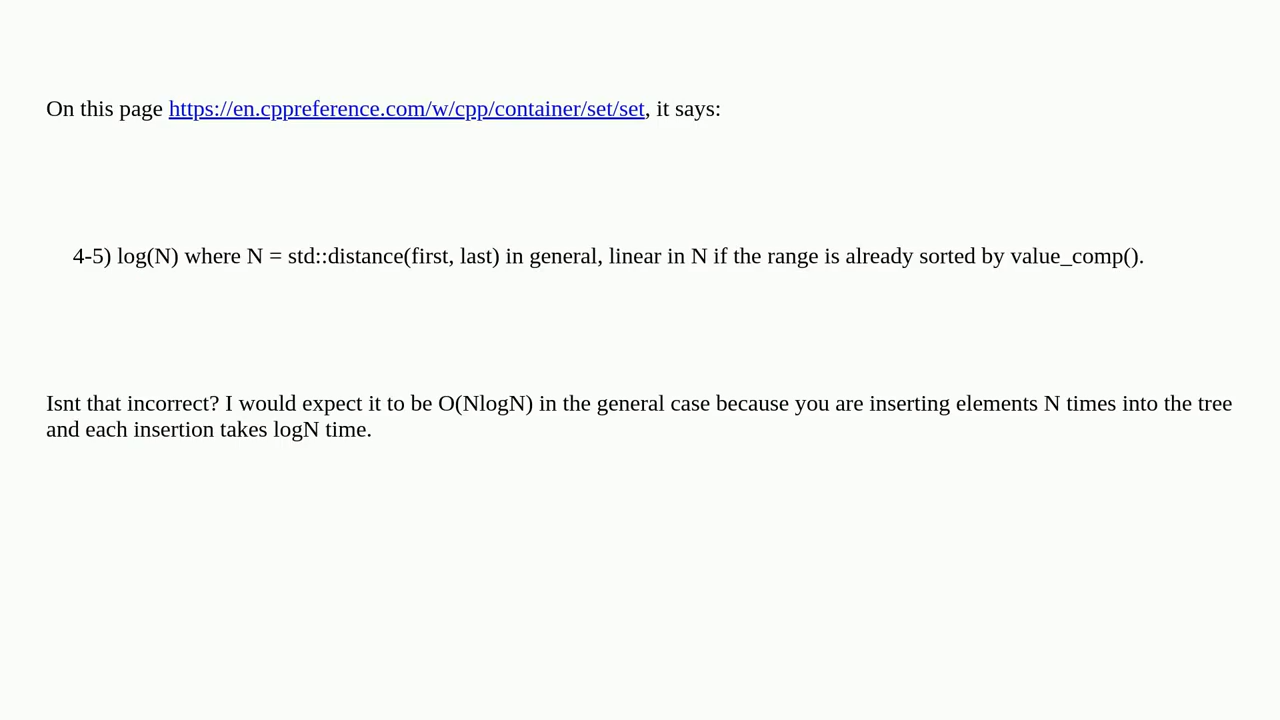 On this page https://en.cppreference.com/w/cpp/container/set/set, it says:
4-5) log(N) where N = std::distance(first, last) in general, linear in N if the range is already sorted by value_comp().
Isnt that incorrect? I would expect it to be O(NlogN) in the general case because you are inserting elements N times into the tree
and each insertion takes logN time.